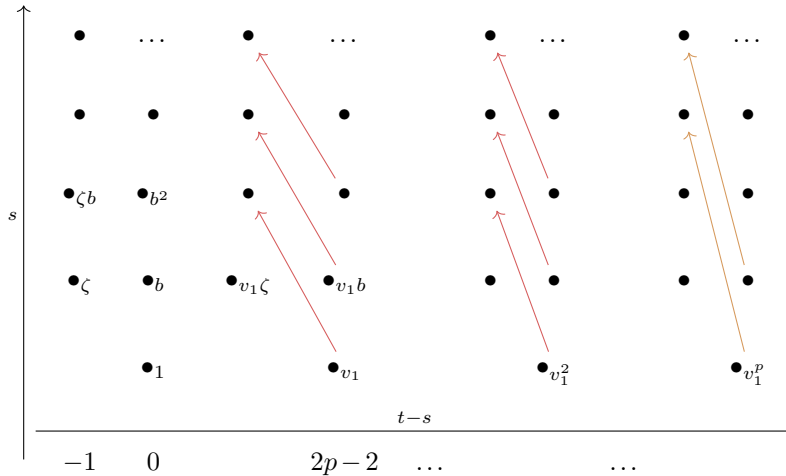 … … … …
s
ζb b²
ζ b v₁ζ v₁b
1 v₁ v₁² v₁ᵖ
t−s
−1 0 2p − 2 … …